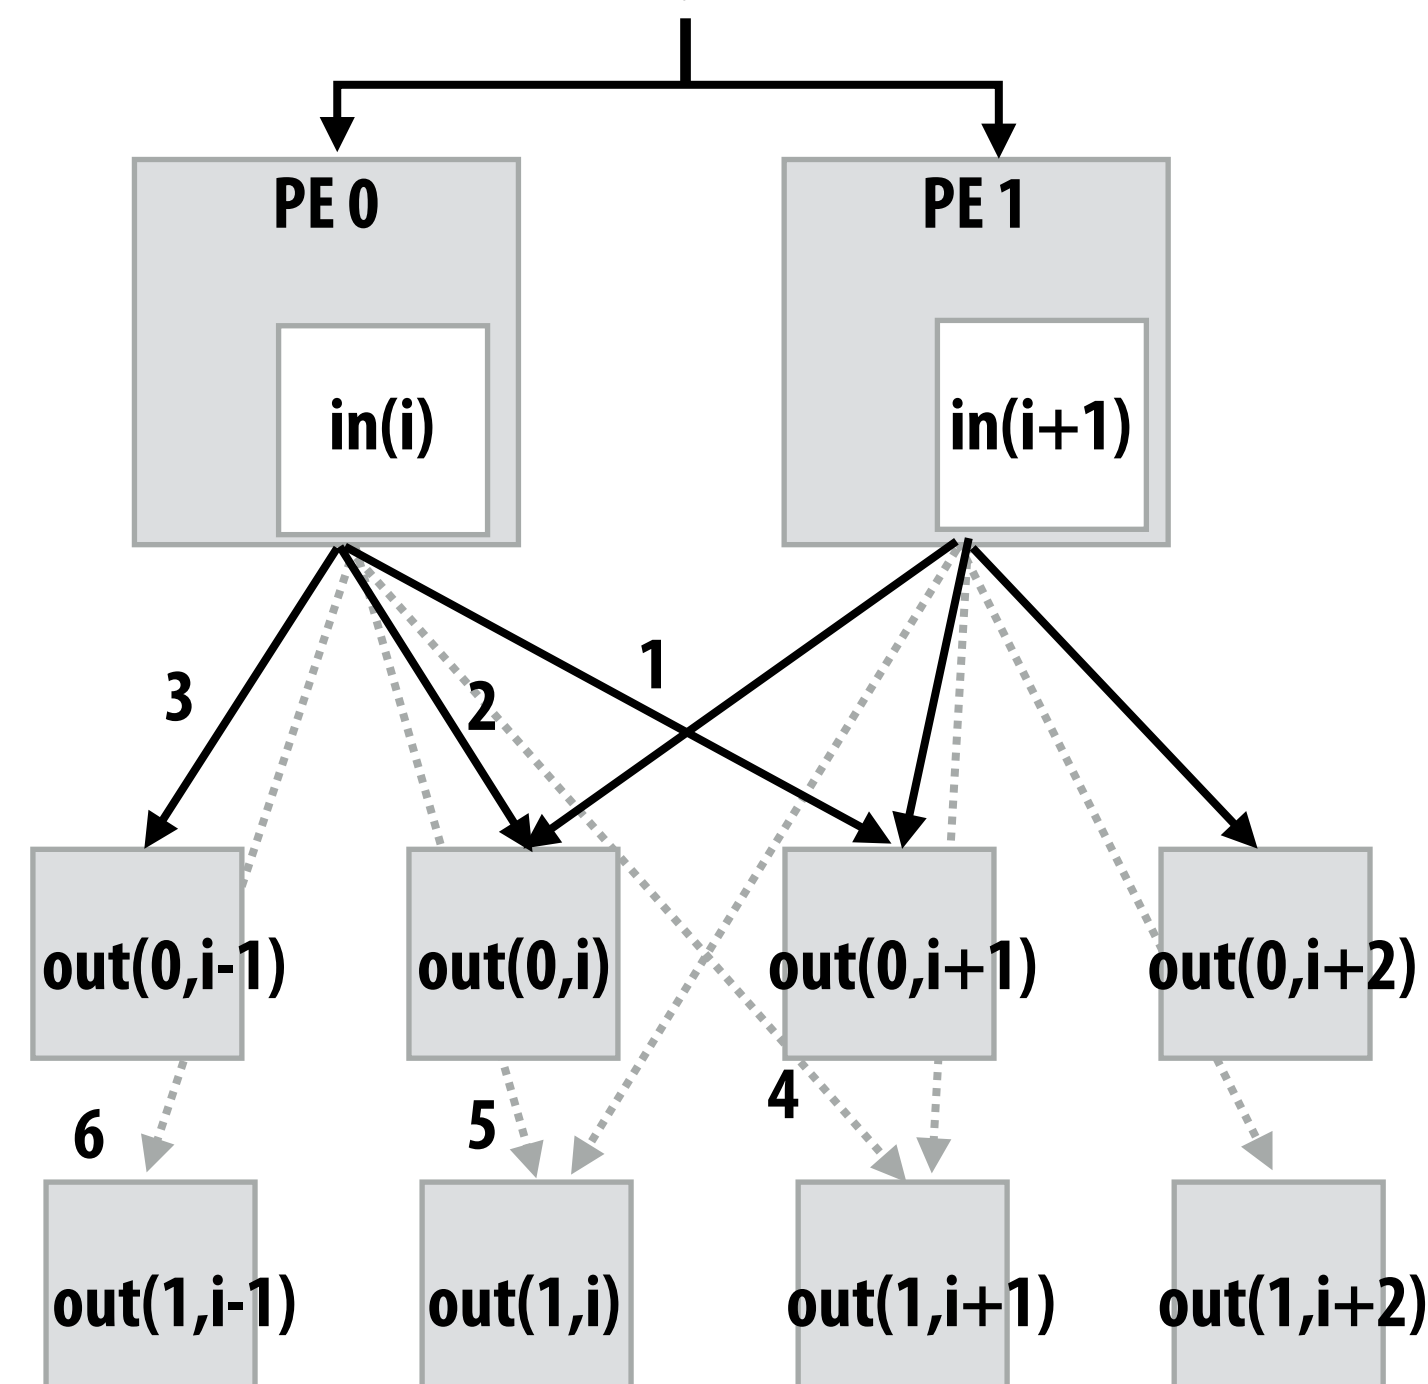 PE 0
PE 1
in(i)
in(i+1)
1
3
2
out(0,i-1)
out(0,i)
out(0,i+1)
out(0,i+2)
4
5
6
out(1,i-1)
out(1,i)
out(1,i+1)
out(1,i+2)